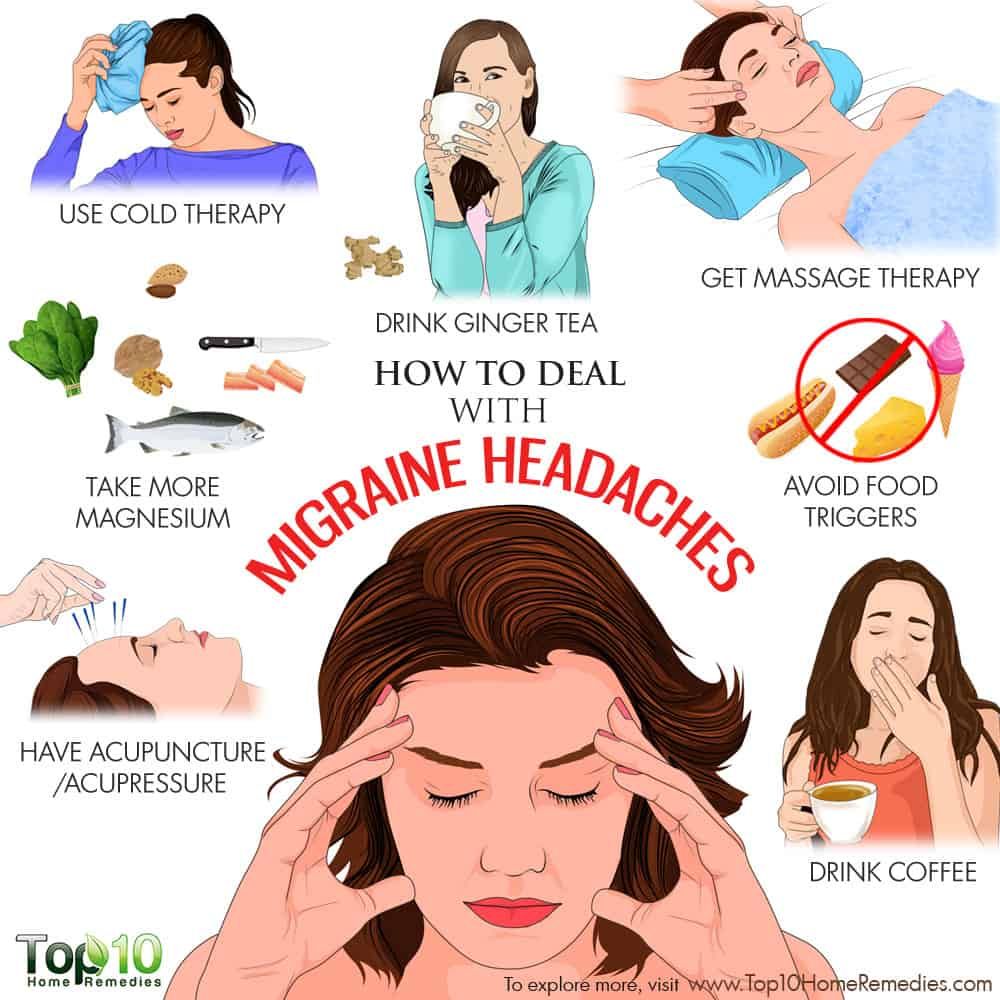 USE COLD THERAPY
DRINK GINGER TEA
GET MASSAGE THERAPY
HOW TO DEAL
WITH
MIGRAINE HEADACHES
TAKE MORE
MAGNESIUM
AVOID FOOD
TRIGGERS
HAVE ACUPUNCTURE
/ACUPRESSURE
DRINK COFFEE
Top10
Home Remedies
To explore more, visit www.Top10HomeRemedies.com